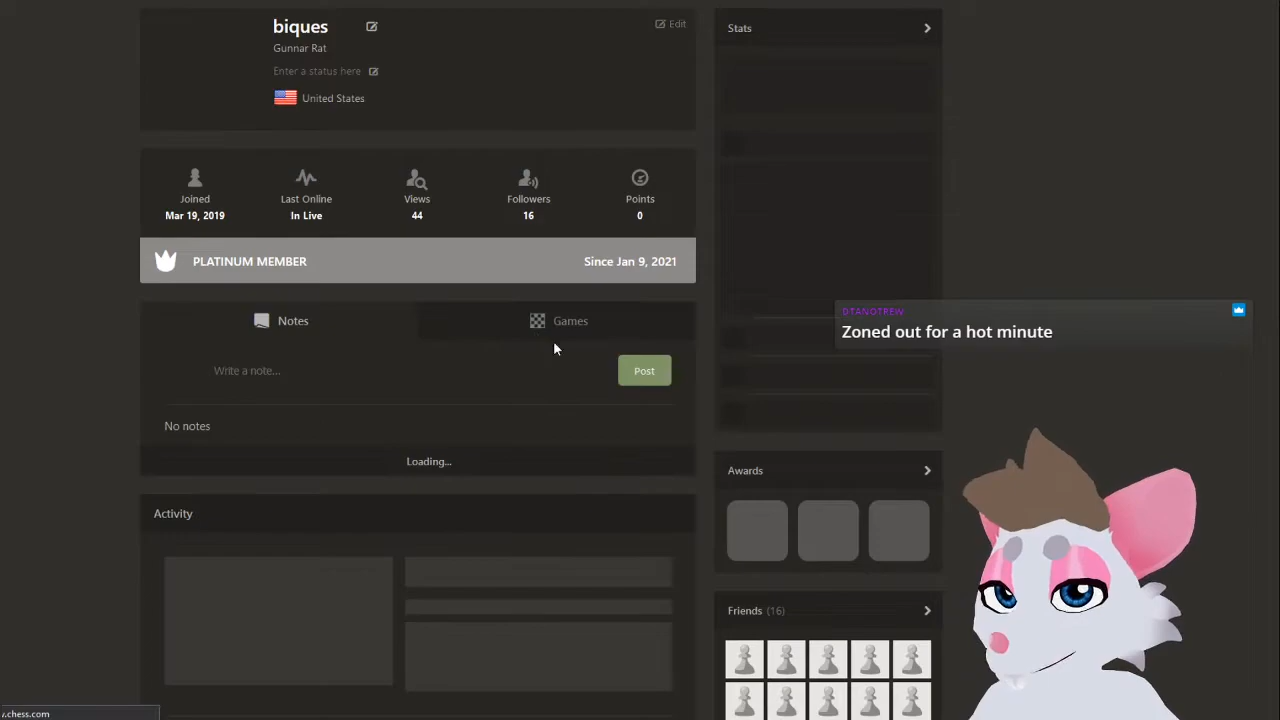 biques
Edit
Gunnar Rat
Enter a status here
United States
Joined
Mar 19, 2019
Last Online
In Live
Views
44
Followers
16
Points
0
PLATINUM MEMBER
Since Jan 9, 2021
Notes
Games
Write a note...
Post
No notes
Loading...
Activity
Stats
DTANOTREW
Zoned out for a hot minute
Awards
Friends (16)
v.chess.com